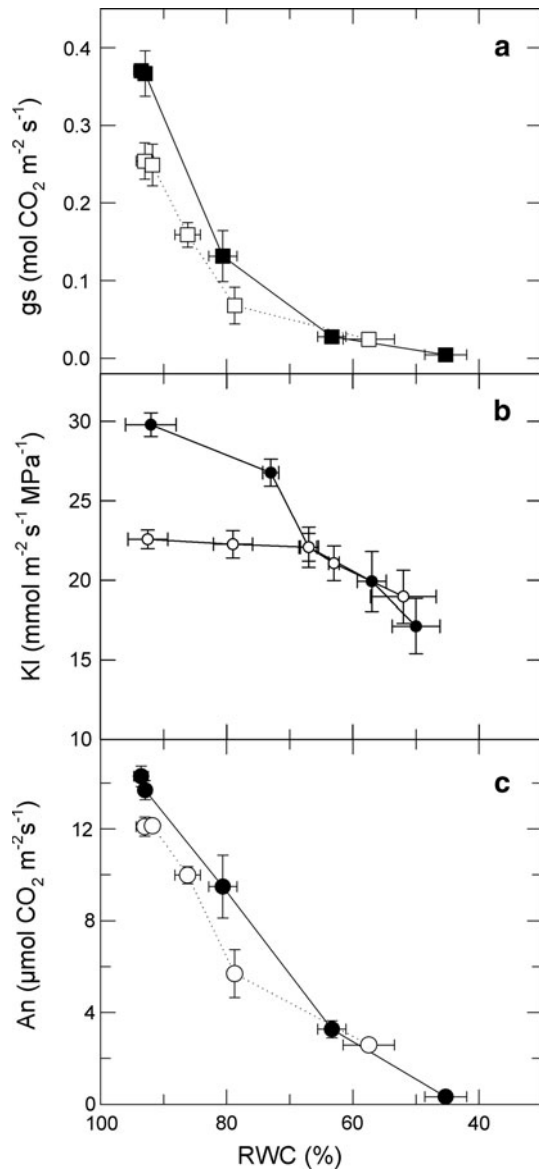 a
gs (mol CO₂ m⁻² s⁻¹)
0.4
0.3
0.2
0.1
0.0
b
Kl (mmol m⁻² s⁻¹ MPa⁻¹)
30
25
20
15
10
c
An (µmol CO₂ m⁻²s⁻¹)
12
8
4
0
100 80 60 40
RWC (%)